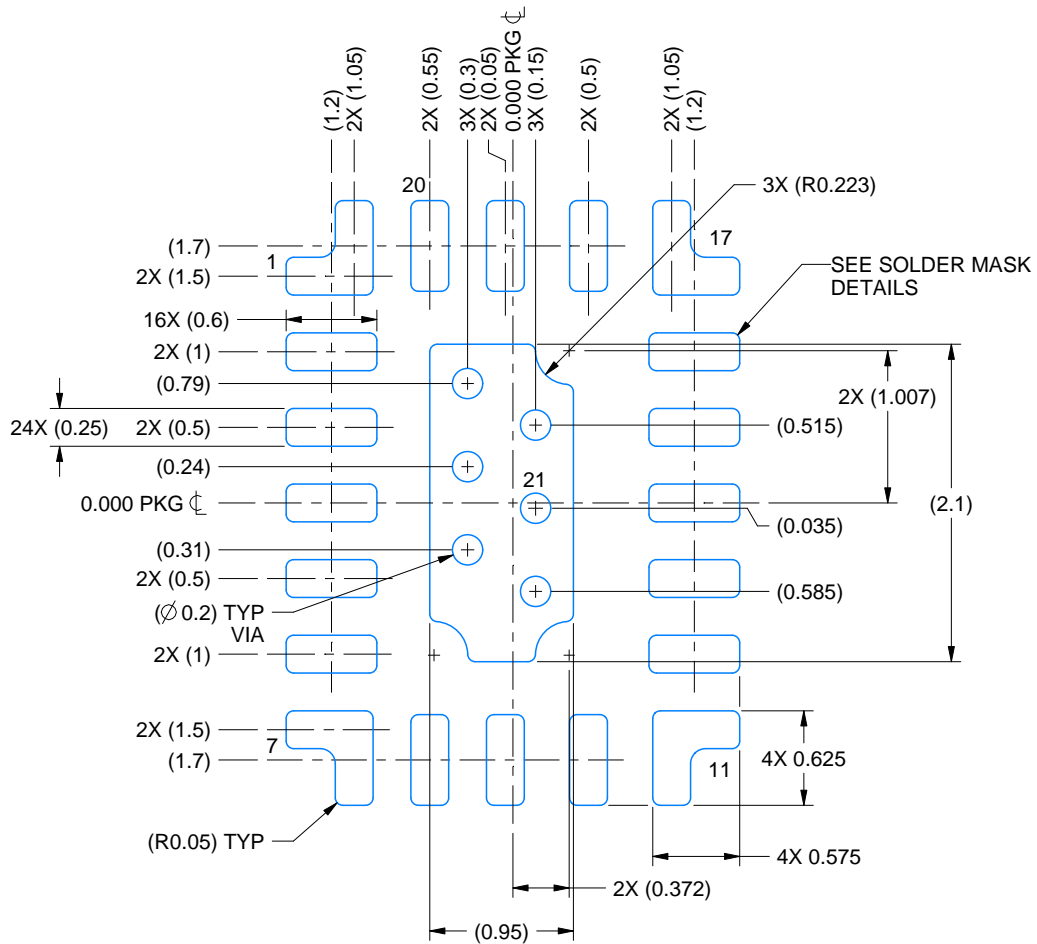 (1.2)
2X (1.05)
2X (0.55)
3X (0.3)
2X (0.05)
0.000 PKG ℄
3X (0.15)
2X (0.5)
2X (1.05)
(1.2)
20
3X (R0.223)
(1.7)
1
17
2X (1.5)
SEE SOLDER MASK
DETAILS
16X (0.6)
2X (1)
(0.79)
2X (1.007)
24X (0.25)
2X (0.5)
(0.515)
(0.24)
21
0.000 PKG ℄
(2.1)
(0.035)
(0.31)
2X (0.5)
(0.585)
(∅ 0.2) TYP
VIA
2X (1)
2X (1.5)
7
(1.7)
11
4X 0.625
(R0.05) TYP
4X 0.575
2X (0.372)
(0.95)